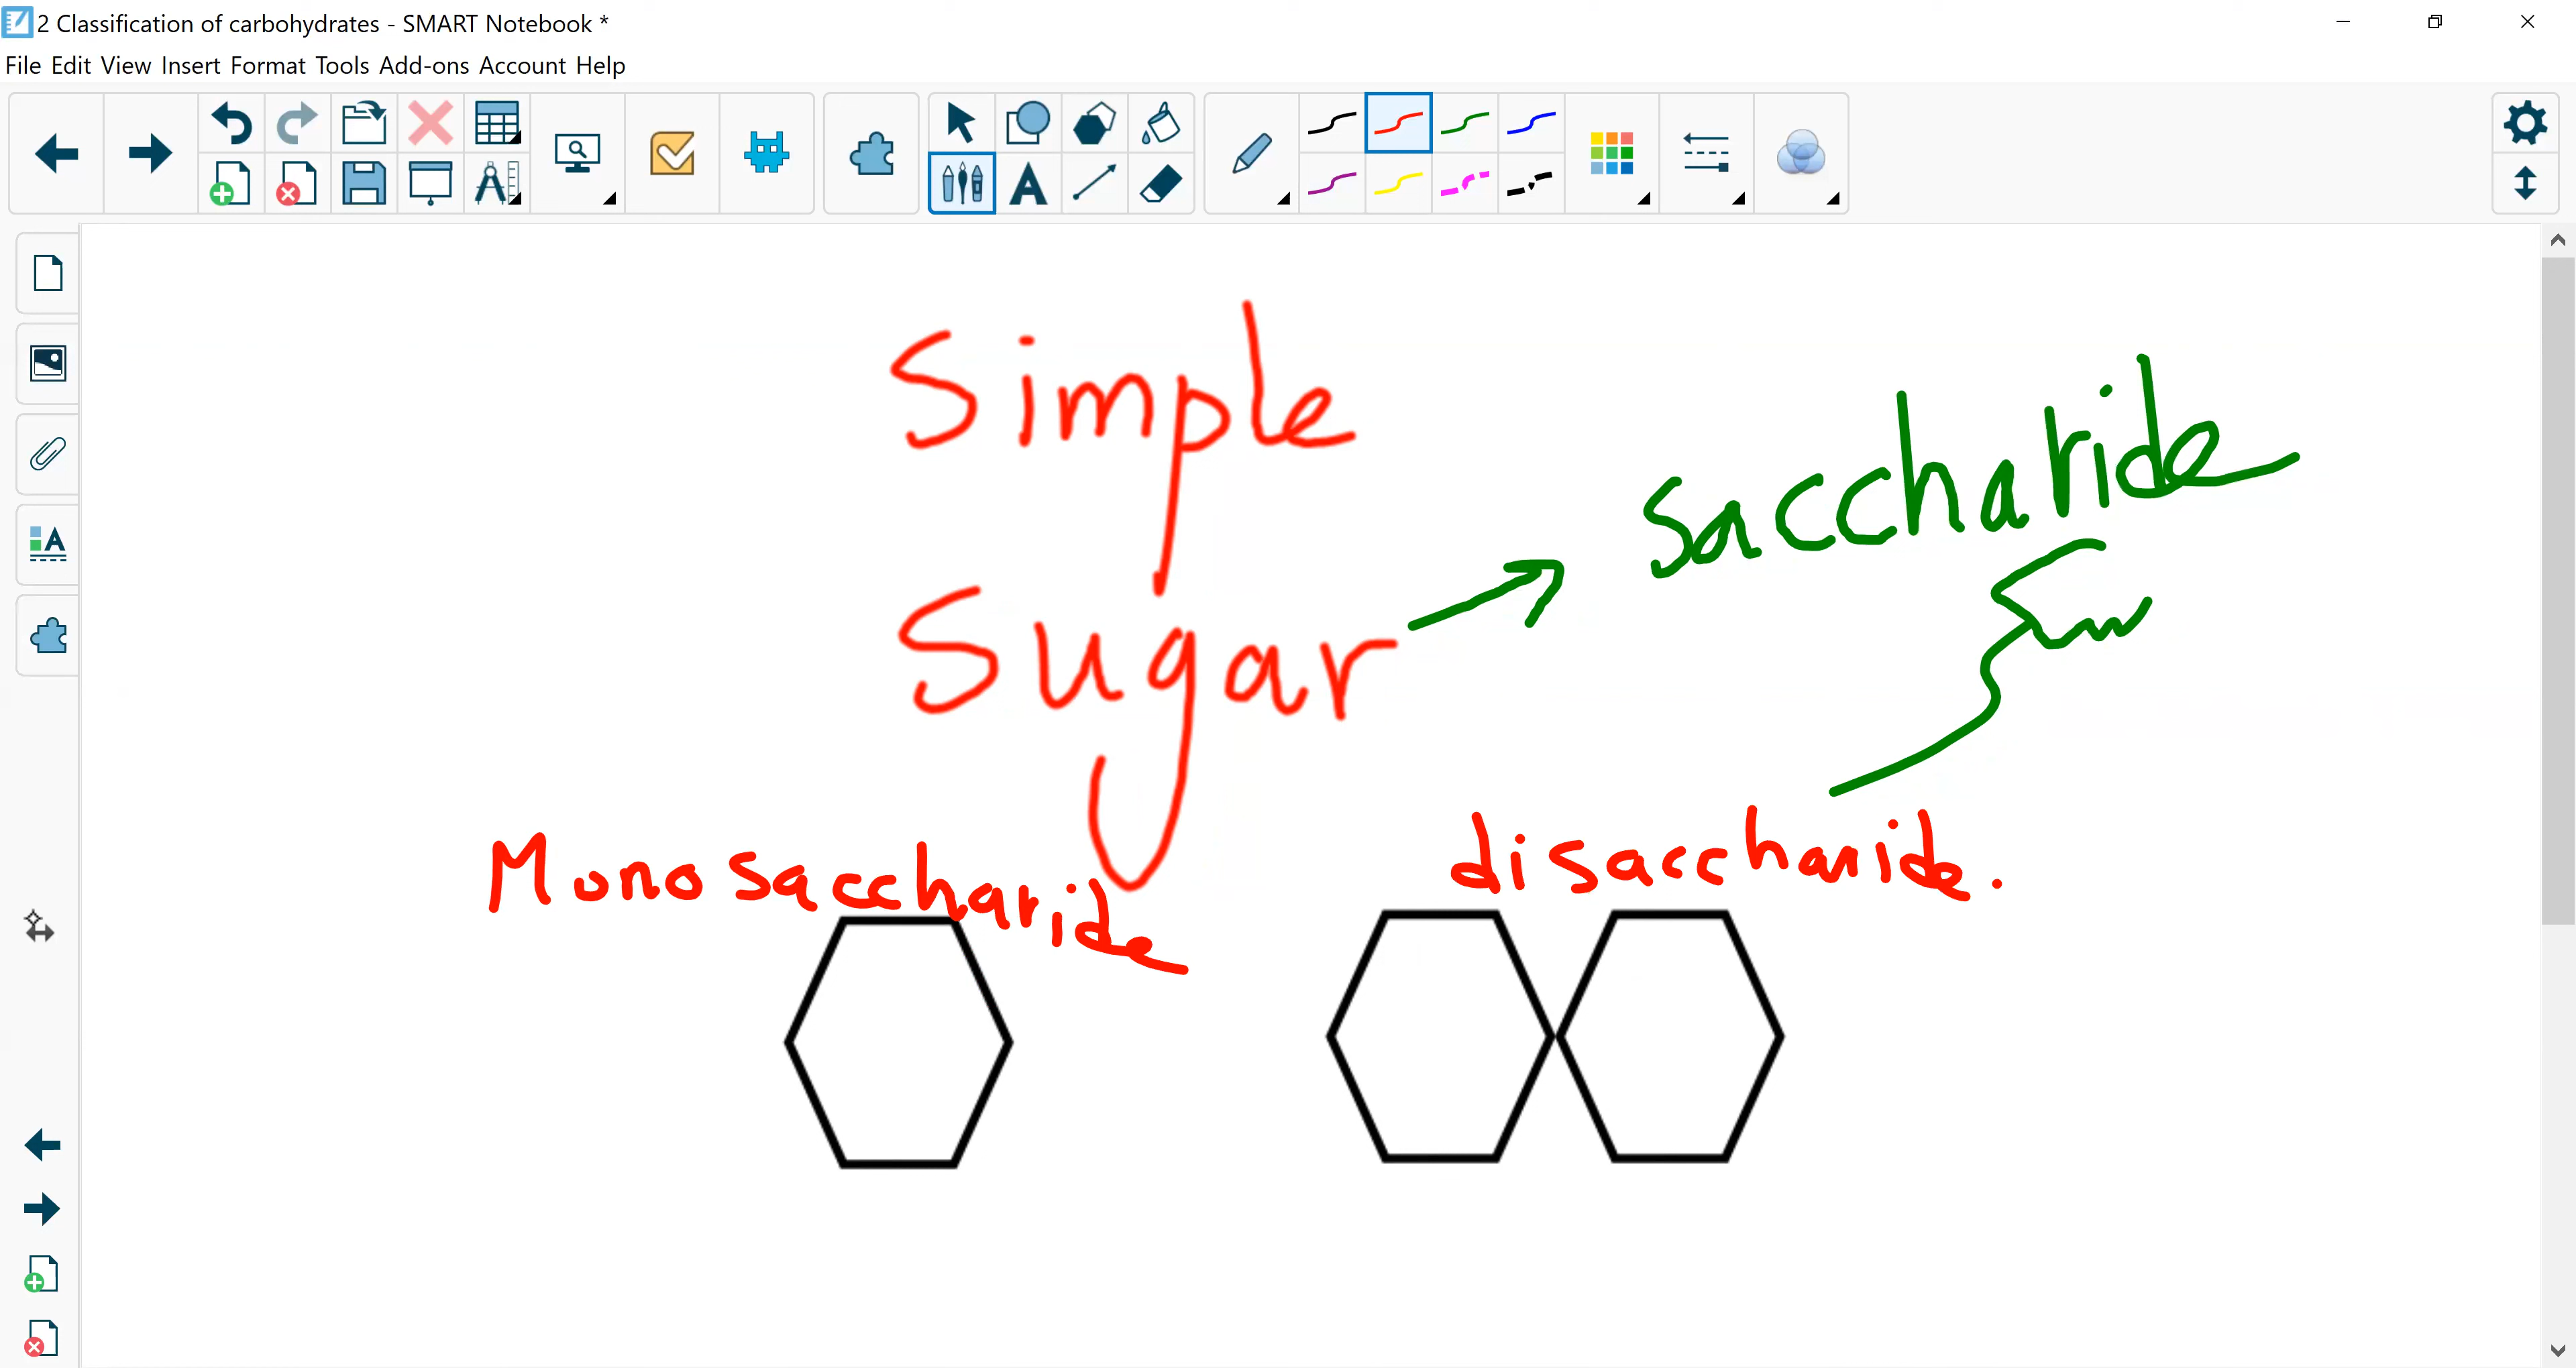 2 Classification of carbohydrates - SMART Notebook *
File Edit View Insert Format Tools Add-ons Account Help
Simple
Sugar
saccharide
Monosaccharide
disaccharide.